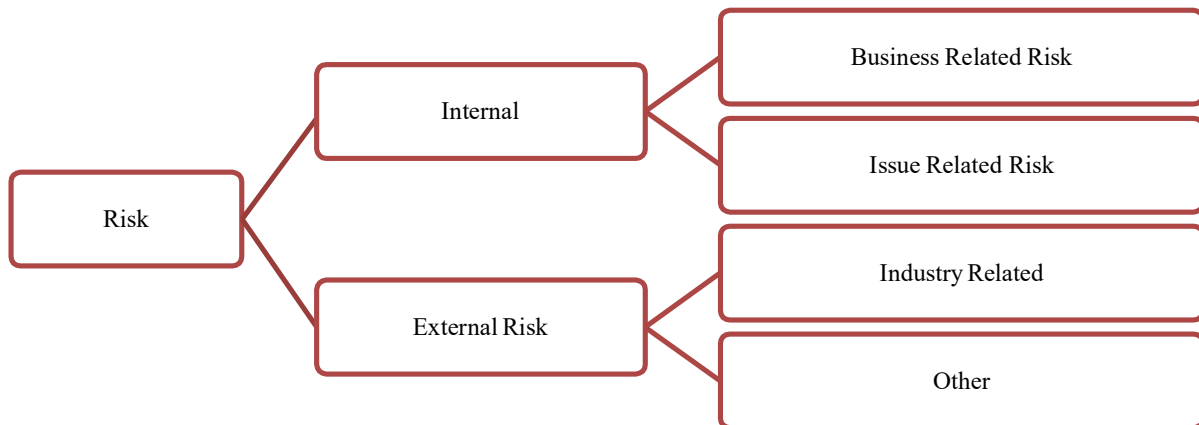 Business Related Risk
Internal
Issue Related Risk
Risk
Industry Related
External Risk
Other